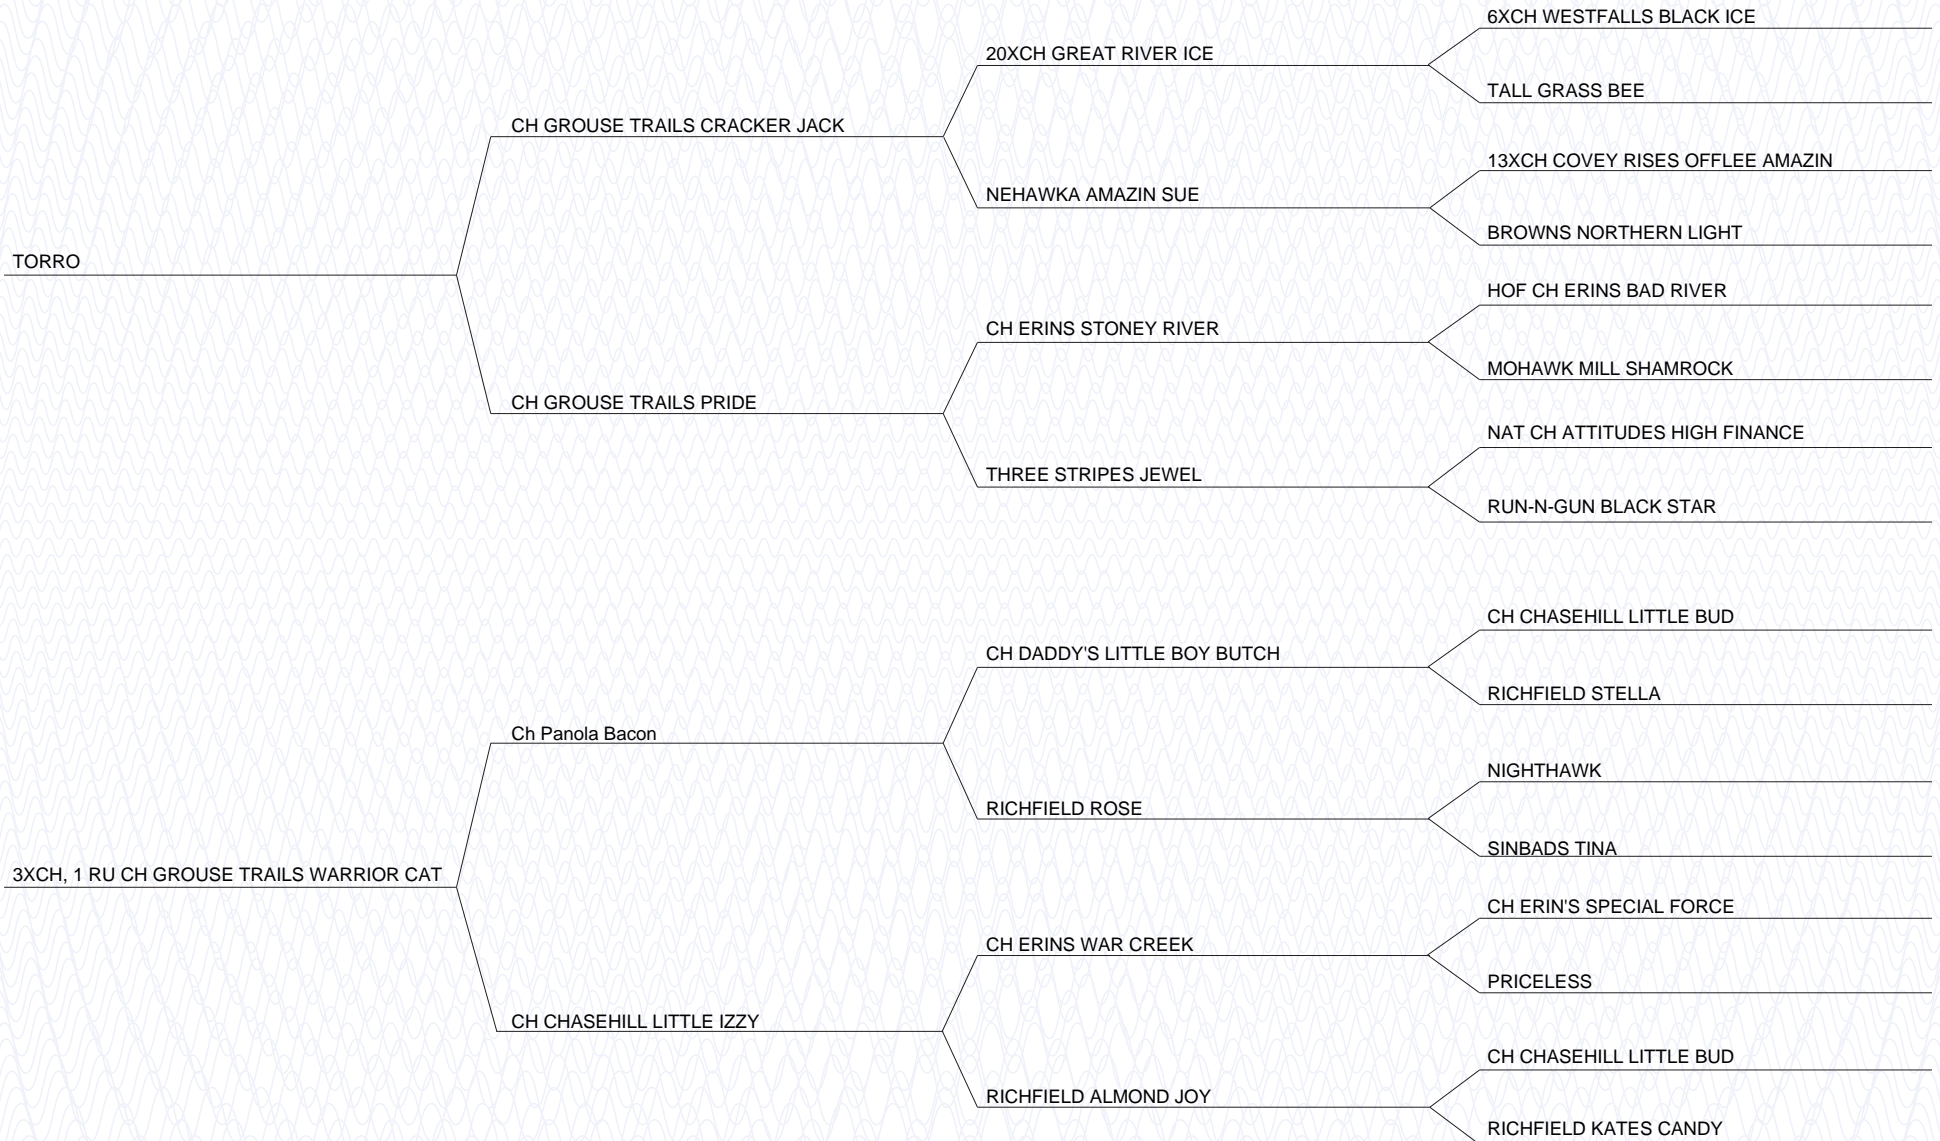 6XCH WESTFALLS BLACK ICE
20XCH GREAT RIVER ICE
TALL GRASS BEE
CH GROUSE TRAILS CRACKER JACK
13XCH COVEY RISES OFFLEE AMAZIN
NEHAWKA AMAZIN SUE
BROWNS NORTHERN LIGHT
TORRO
HOF CH ERINS BAD RIVER
CH ERINS STONEY RIVER
MOHAWK MILL SHAMROCK
CH GROUSE TRAILS PRIDE
NAT CH ATTITUDES HIGH FINANCE
THREE STRIPES JEWEL
RUN-N-GUN BLACK STAR
CH CHASEHILL LITTLE BUD
CH DADDY'S LITTLE BOY BUTCH
RICHFIELD STELLA
Ch Panola Bacon
NIGHTHAWK
RICHFIELD ROSE
SINBADS TINA
3XCH, 1 RU CH GROUSE TRAILS WARRIOR CAT
CH ERIN'S SPECIAL FORCE
CH ERINS WAR CREEK
PRICELESS
CH CHASEHILL LITTLE IZZY
CH CHASEHILL LITTLE BUD
RICHFIELD ALMOND JOY
RICHFIELD KATES CANDY